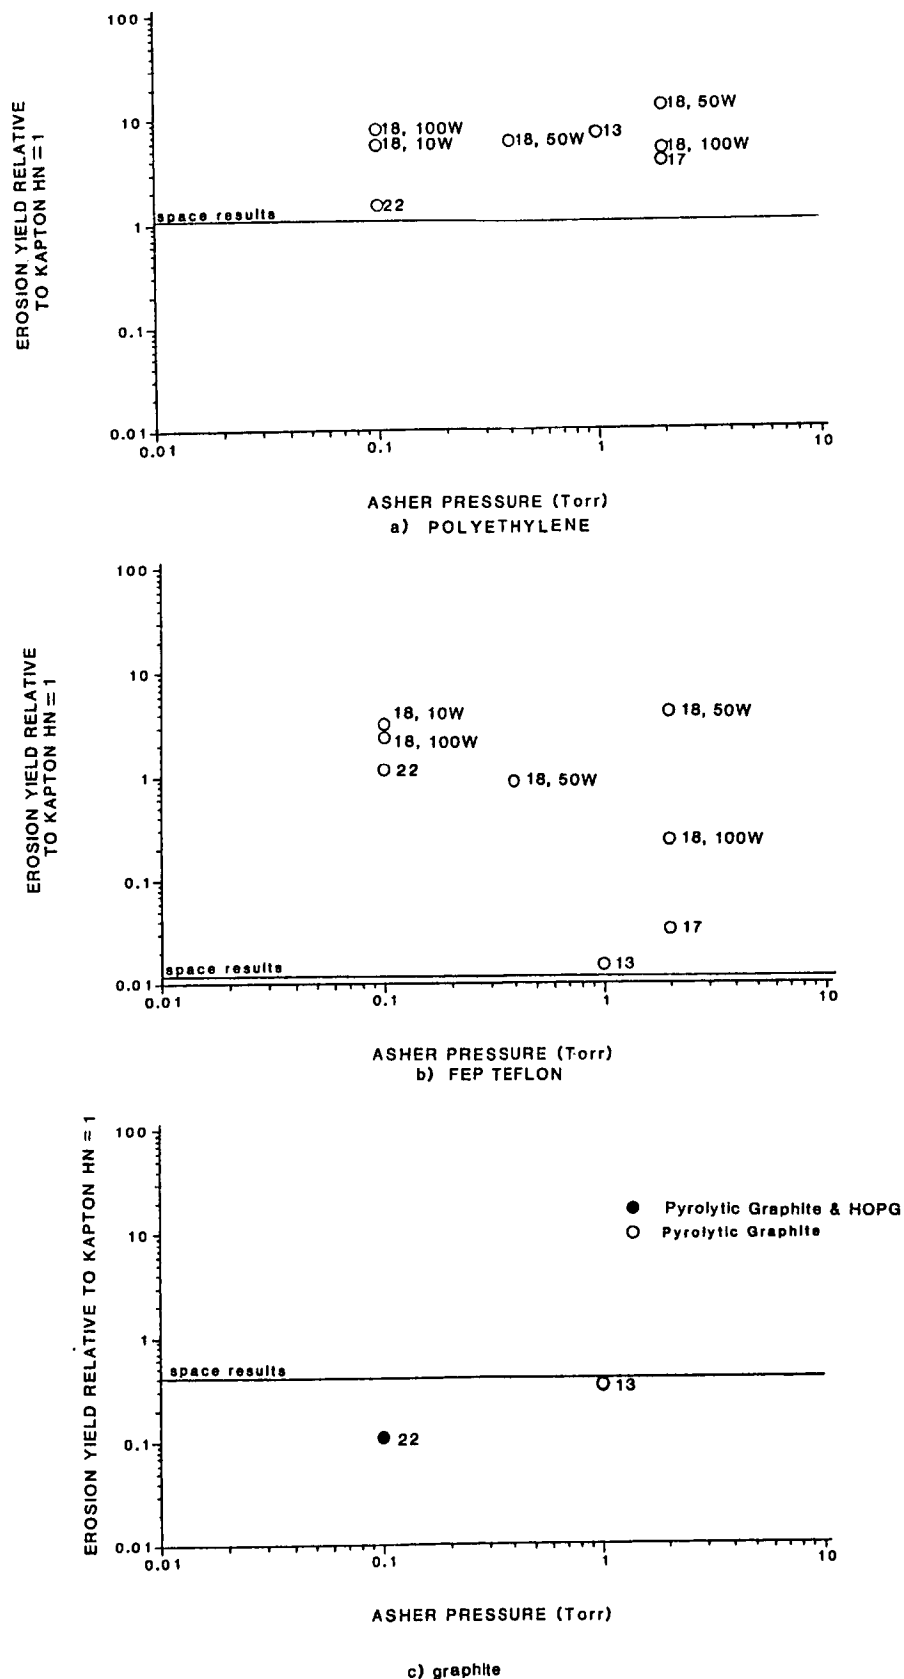 100
10
1
0.1
0.01
EROSION YIELD RELATIVE
TO KAPTON HN = 1
18, 50W
18, 100W
18, 10W
18, 50W
13
18, 100W
17
22
space results
0.01
0.1
1
10
ASHER PRESSURE (Torr)
a) POLYETHYLENE
100
10
1
0.1
0.01
EROSION YIELD RELATIVE
TO KAPTON HN = 1
18, 10W
18, 50W
18, 100W
22
18, 50W
18, 100W
17
13
space results
0.01
0.1
1
10
ASHER PRESSURE (Torr)
b) FEP TEFLON
100
10
1
0.1
0.01
EROSION YIELD RELATIVE TO KAPTON HN = 1
Pyrolytic Graphite & HOPG
Pyrolytic Graphite
space results
13
22
0.01
0.1
1
10
ASHER PRESSURE (Torr)
c) graphite